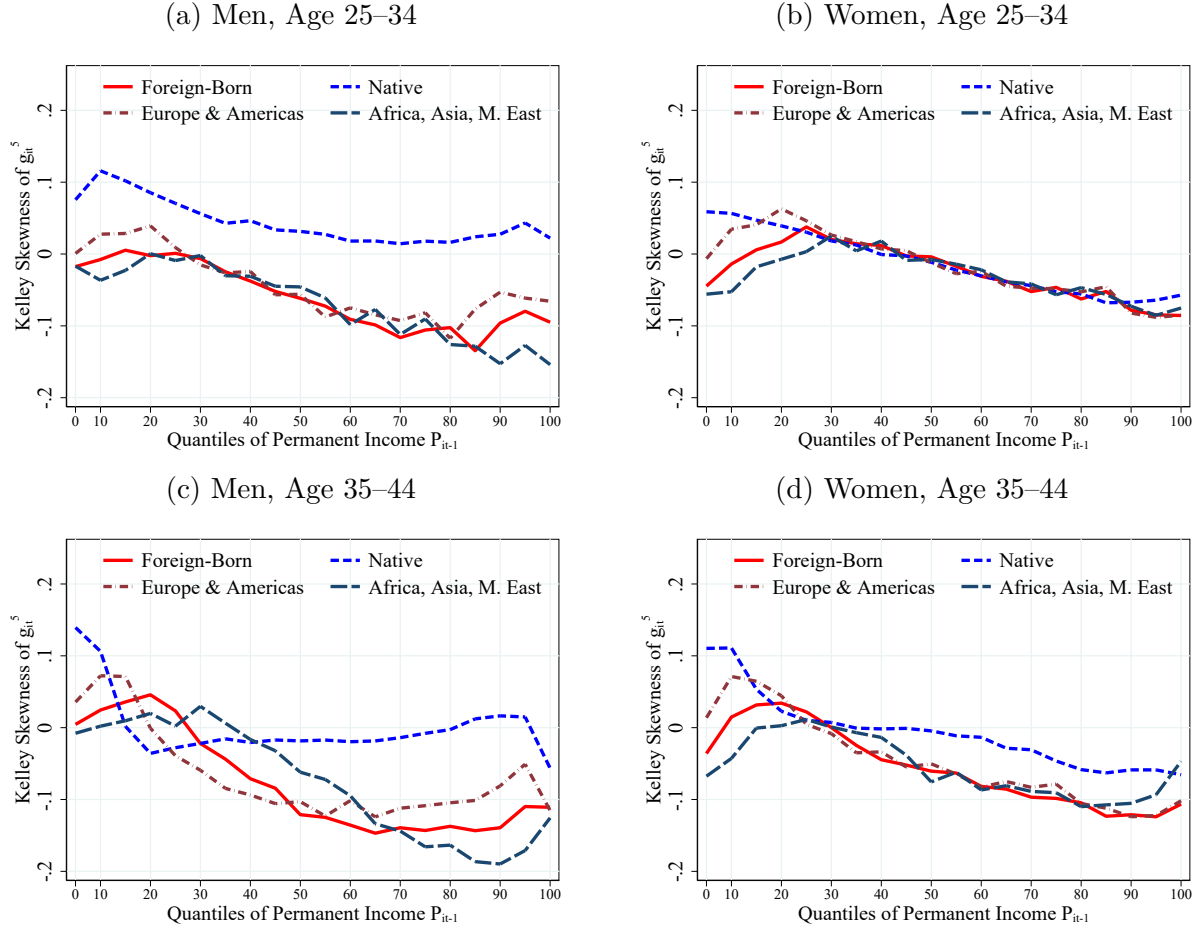 (a) Men, Age 25–34
Foreign-Born
Native
Europe & Americas
Africa, Asia, M. East
Kelley Skewness of g_it^5
.2
.1
0
-.1
-.2
0 10 20 30 40 50 60 70 80 90 100
Quantiles of Permanent Income P_it-1
(b) Women, Age 25–34
Foreign-Born
Native
Europe & Americas
Africa, Asia, M. East
Kelley Skewness of g_it^5
.2
.1
0
-.1
-.2
0 10 20 30 40 50 60 70 80 90 100
Quantiles of Permanent Income P_it-1
(c) Men, Age 35–44
Foreign-Born
Native
Europe & Americas
Africa, Asia, M. East
Kelley Skewness of g_it^5
.2
.1
0
-.1
-.2
0 10 20 30 40 50 60 70 80 90 100
Quantiles of Permanent Income P_it-1
(d) Women, Age 35–44
Foreign-Born
Native
Europe & Americas
Africa, Asia, M. East
Kelley Skewness of g_it^5
.2
.1
0
-.1
-.2
0 10 20 30 40 50 60 70 80 90 100
Quantiles of Permanent Income P_it-1